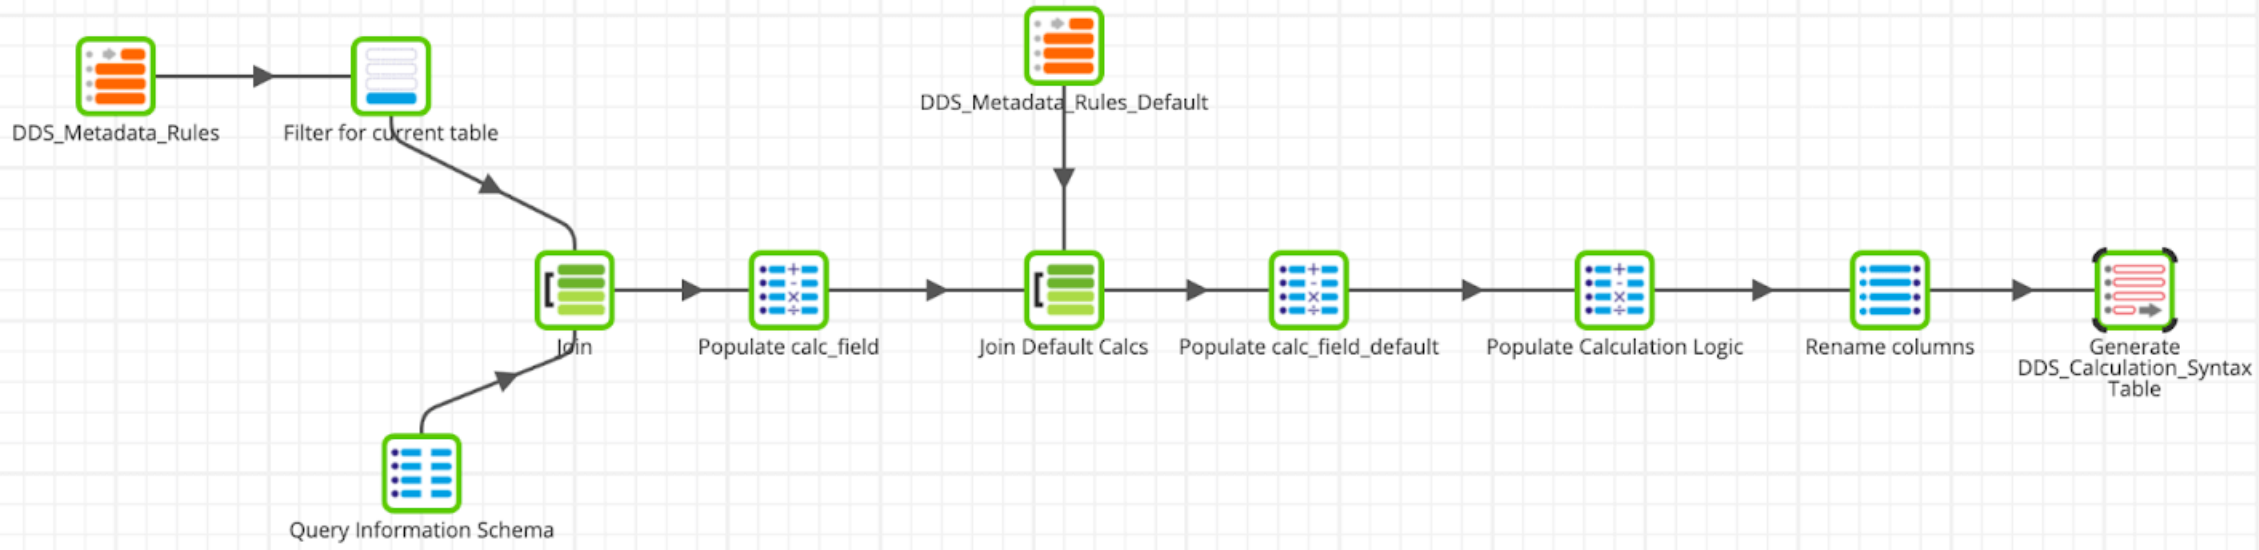 DDS_Metadata_Rules
Filter for current table
DDS_Metadata_Rules_Default
Join
Populate calc_field
Join Default Calcs
Populate calc_field_default
Populate Calculation Logic
Rename columns
Generate
DDS_Calculation_Syntax
Table
Query Information Schema